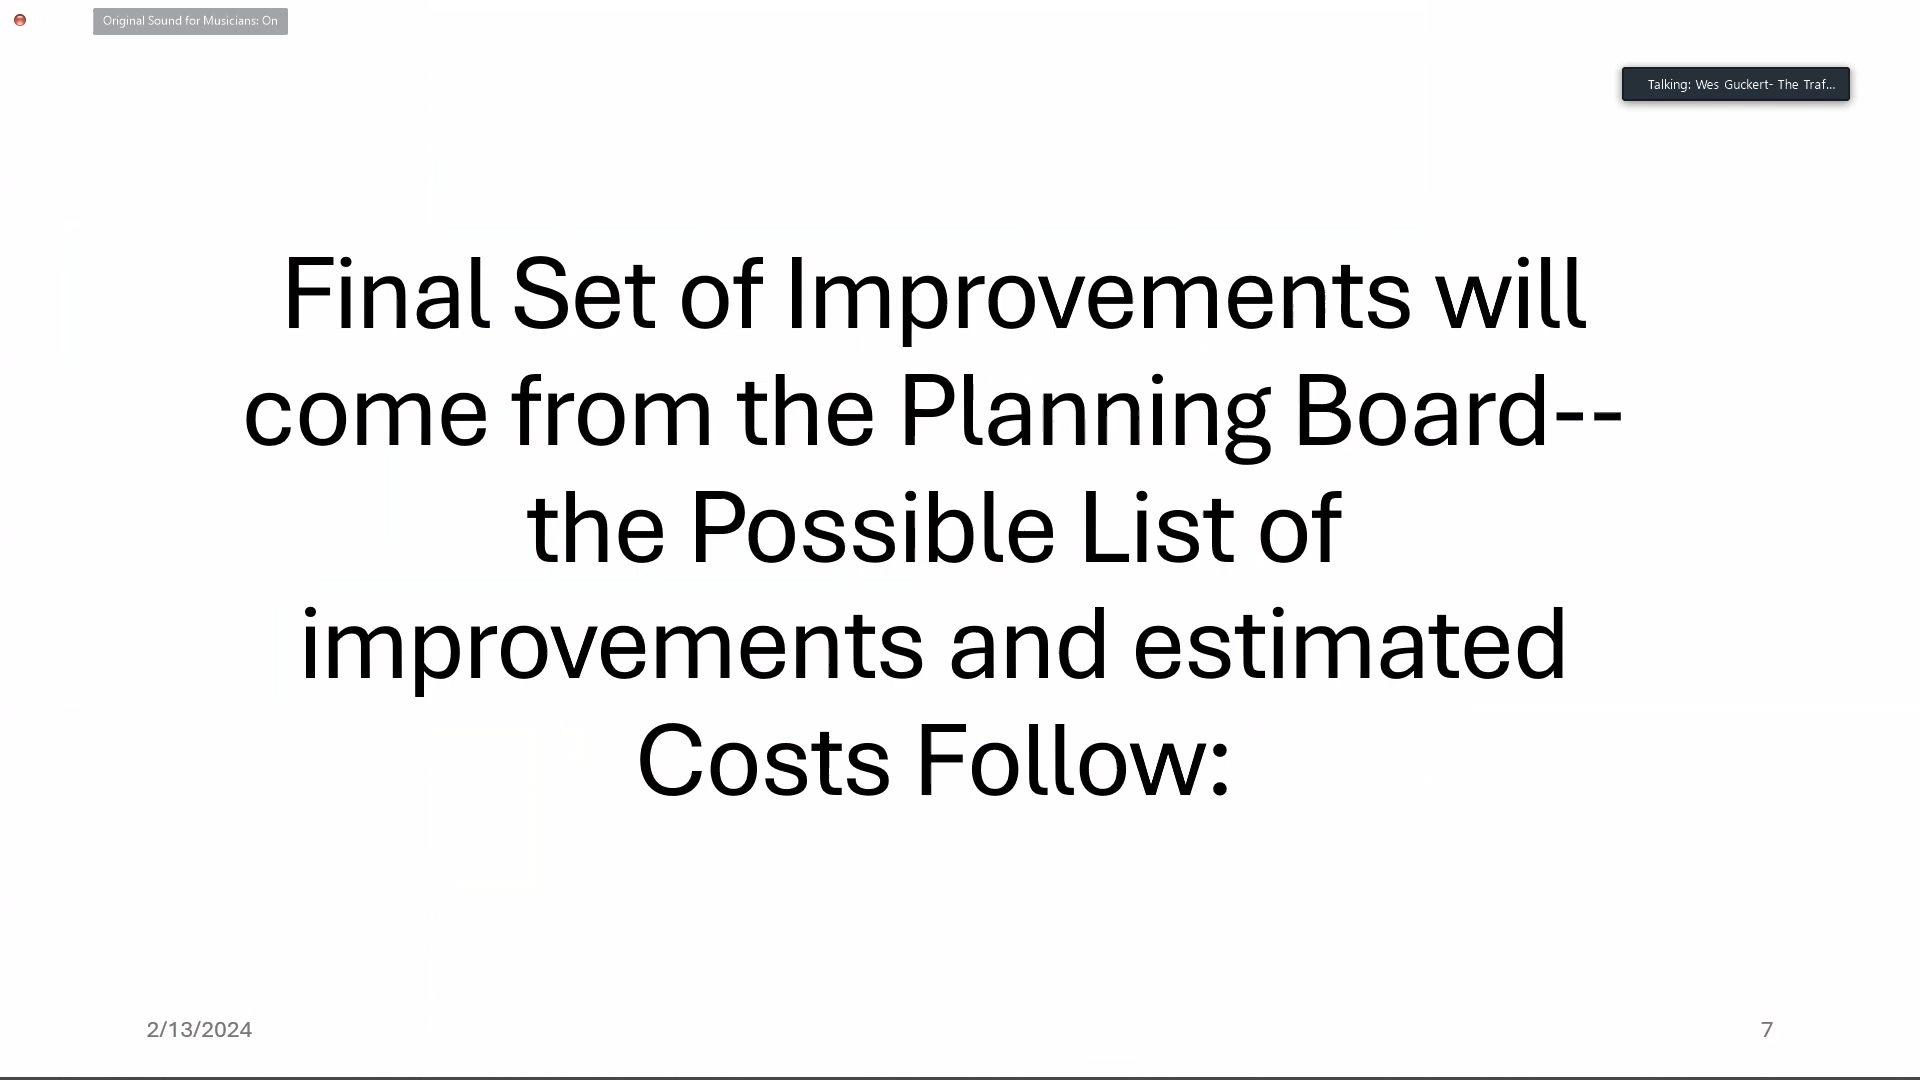 Original Sound for Musicians: On
Talking: Wes Guckert- The Traf...
Final Set of Improvements will
come from the Planning Board--
the Possible List of
improvements and estimated
Costs Follow:
2/13/2024
7